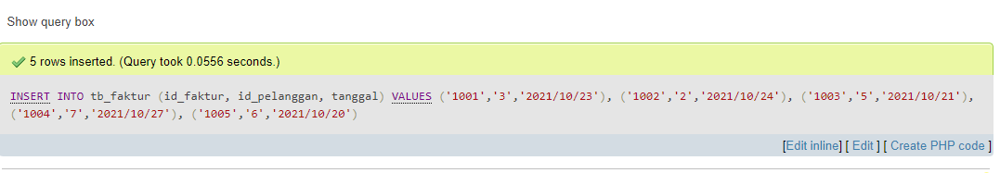 Show query box
5 rows inserted. (Query took 0.0556 seconds.)
INSERT INTO tb_faktur (id_faktur, id_pelanggan, tanggal) VALUES ('1001','3','2021/10/23'), ('1002','2','2021/10/24'), ('1003','5','2021/10/21'),
('1004','7','2021/10/27'), ('1005','6','2021/10/20')
[Edit inline] [ Edit ] [ Create PHP code ]